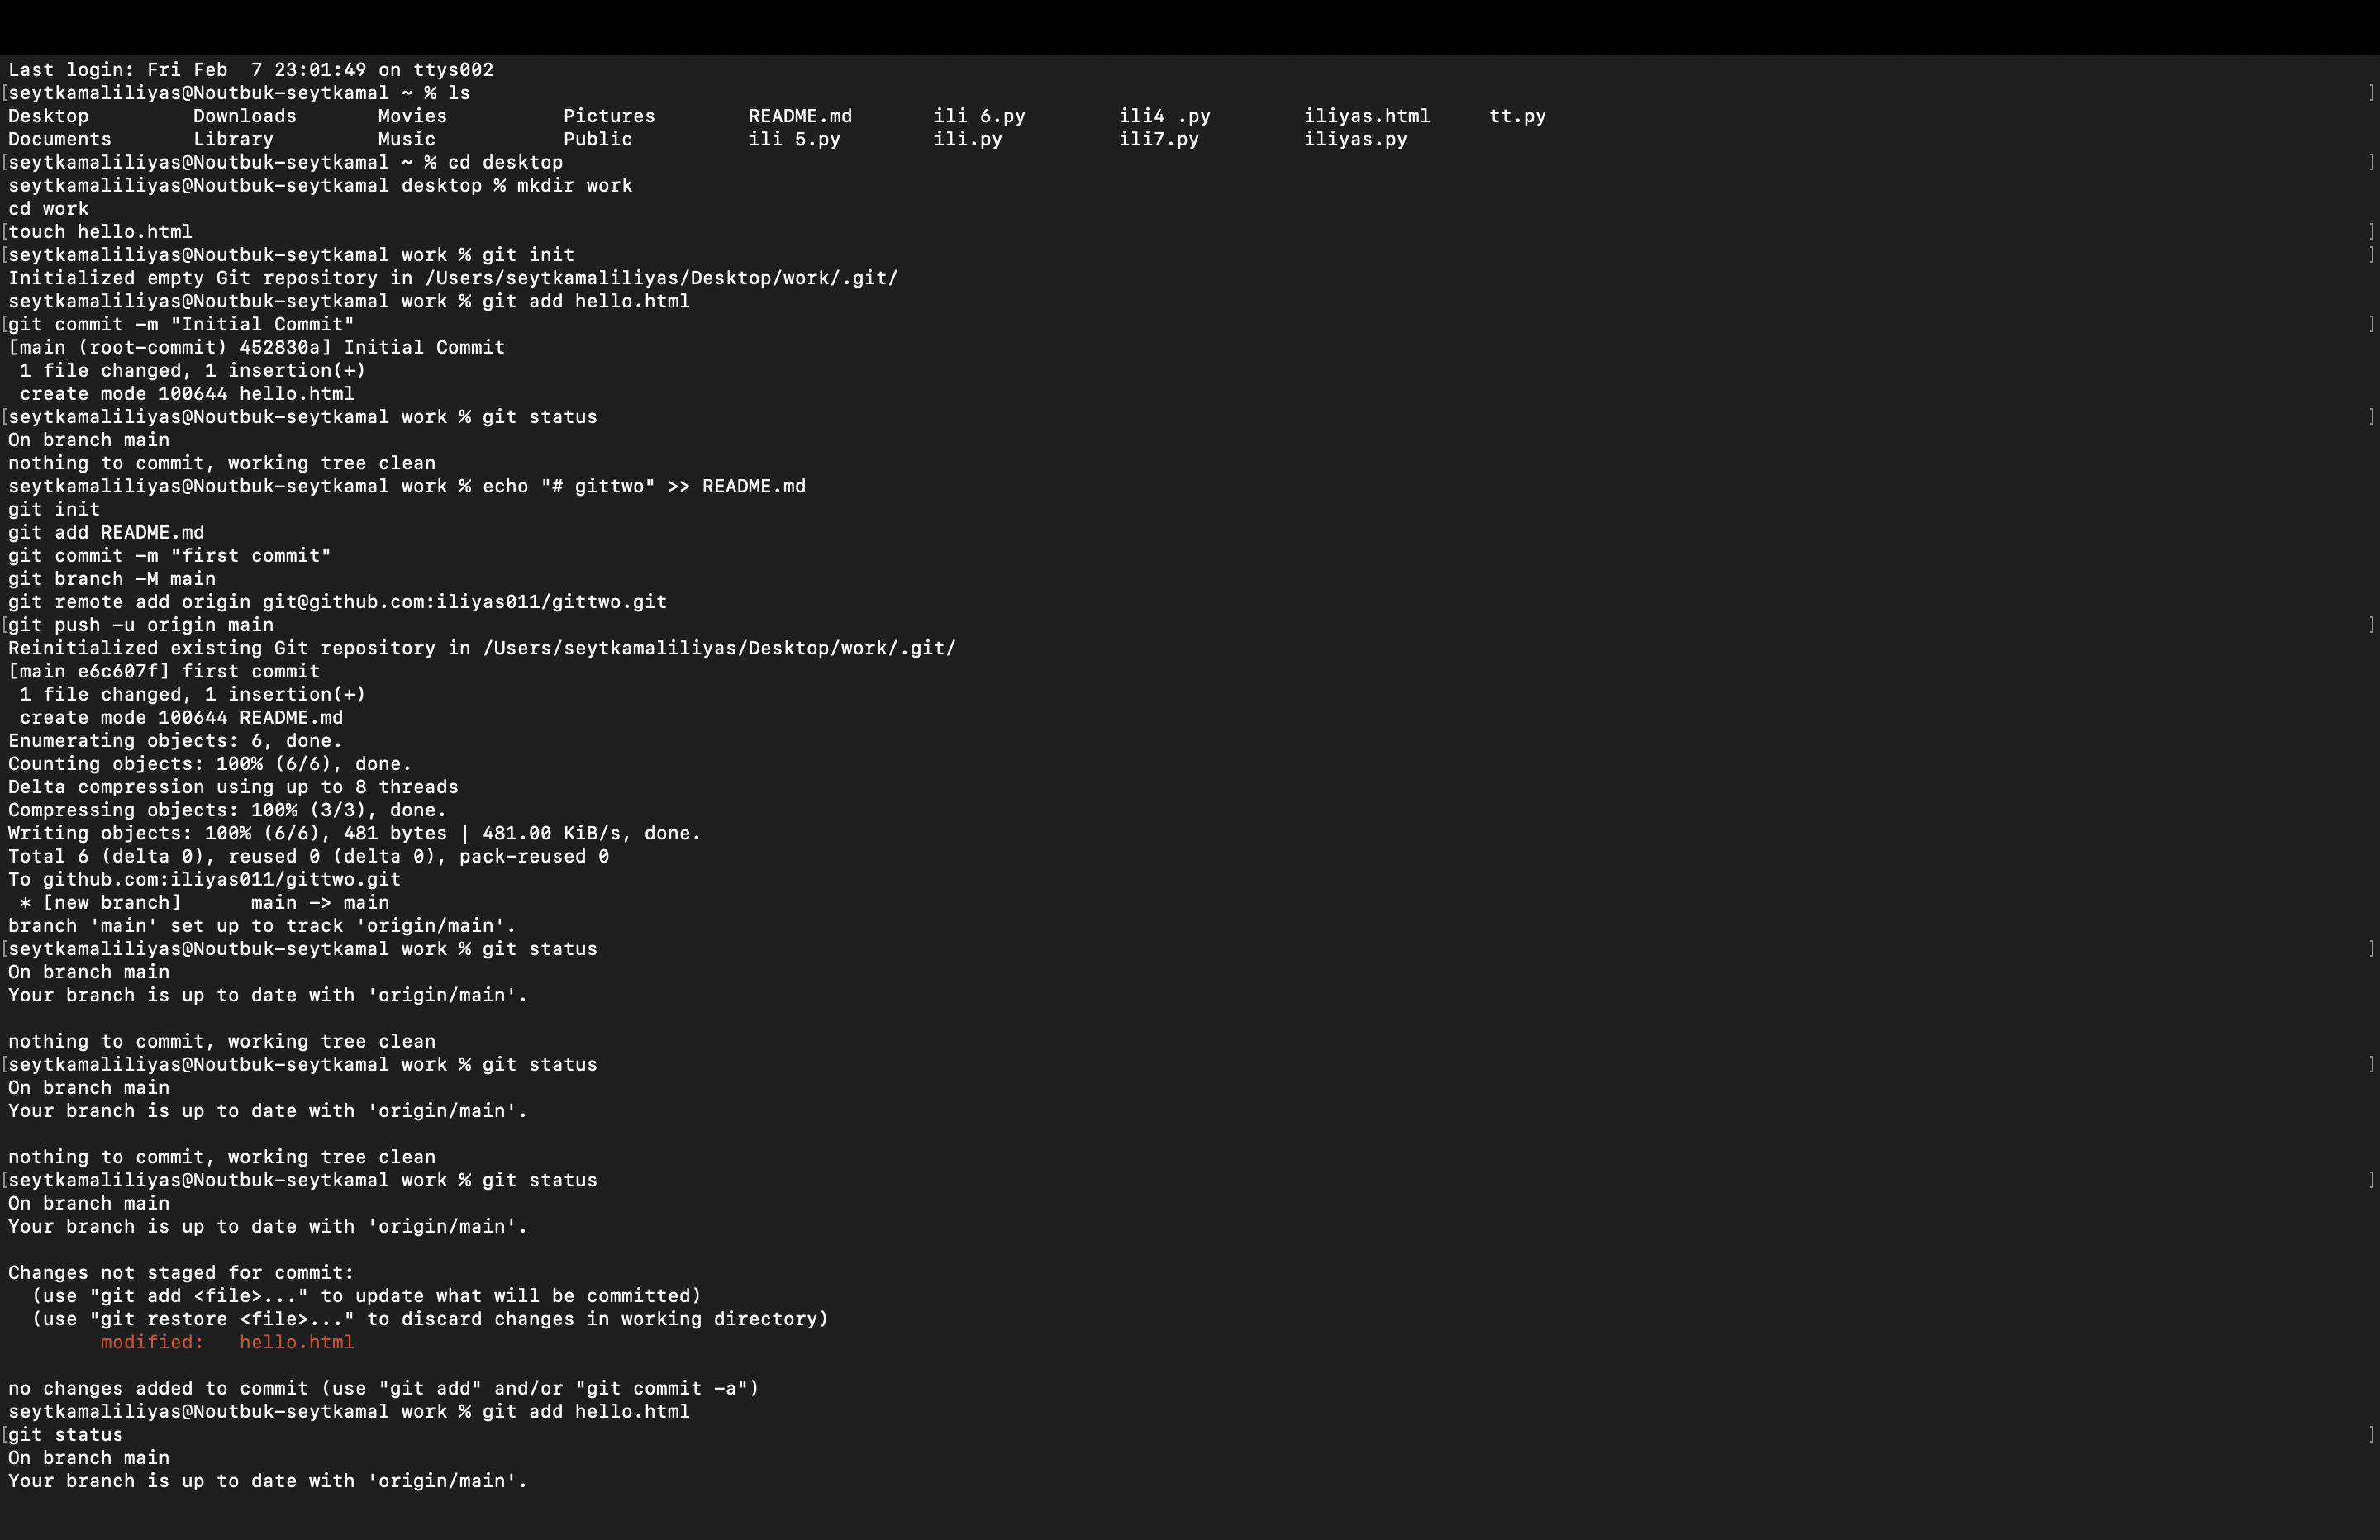 Last login: Fri Feb  7 23:01:49 on ttys002
[seytkamaliliyas@Noutbuk-seytkamal ~ % ls ]
Desktop Downloads Movies Pictures README.md ili 6.py ili4 .py iliyas.html tt.py
Documents Library Music Public ili 5.py ili.py ili7.py iliyas.py
[seytkamaliliyas@Noutbuk-seytkamal ~ % cd desktop ]
seytkamaliliyas@Noutbuk-seytkamal desktop % mkdir work
cd work
[touch hello.html ]
[seytkamaliliyas@Noutbuk-seytkamal work % git init ]
Initialized empty Git repository in /Users/seytkamaliliyas/Desktop/work/.git/
seytkamaliliyas@Noutbuk-seytkamal work % git add hello.html
[git commit -m "Initial Commit" ]
[main (root-commit) 452830a] Initial Commit
 1 file changed, 1 insertion(+)
 create mode 100644 hello.html
[seytkamaliliyas@Noutbuk-seytkamal work % git status ]
On branch main
nothing to commit, working tree clean
seytkamaliliyas@Noutbuk-seytkamal work % echo "# gittwo" >> README.md
git init
git add README.md
git commit -m "first commit"
git branch -M main
git remote add origin git@github.com:iliyas011/gittwo.git
[git push -u origin main ]
Reinitialized existing Git repository in /Users/seytkamaliliyas/Desktop/work/.git/
[main e6c607f] first commit
 1 file changed, 1 insertion(+)
 create mode 100644 README.md
Enumerating objects: 6, done.
Counting objects: 100% (6/6), done.
Delta compression using up to 8 threads
Compressing objects: 100% (3/3), done.
Writing objects: 100% (6/6), 481 bytes | 481.00 KiB/s, done.
Total 6 (delta 0), reused 0 (delta 0), pack-reused 0
To github.com:iliyas011/gittwo.git
 * [new branch]      main -> main
branch 'main' set up to track 'origin/main'.
[seytkamaliliyas@Noutbuk-seytkamal work % git status ]
On branch main
Your branch is up to date with 'origin/main'.

nothing to commit, working tree clean
[seytkamaliliyas@Noutbuk-seytkamal work % git status ]
On branch main
Your branch is up to date with 'origin/main'.

nothing to commit, working tree clean
[seytkamaliliyas@Noutbuk-seytkamal work % git status ]
On branch main
Your branch is up to date with 'origin/main'.

Changes not staged for commit:
  (use "git add <file>..." to update what will be committed)
  (use "git restore <file>..." to discard changes in working directory)
        modified:   hello.html

no changes added to commit (use "git add" and/or "git commit -a")
seytkamaliliyas@Noutbuk-seytkamal work % git add hello.html
[git status ]
On branch main
Your branch is up to date with 'origin/main'.